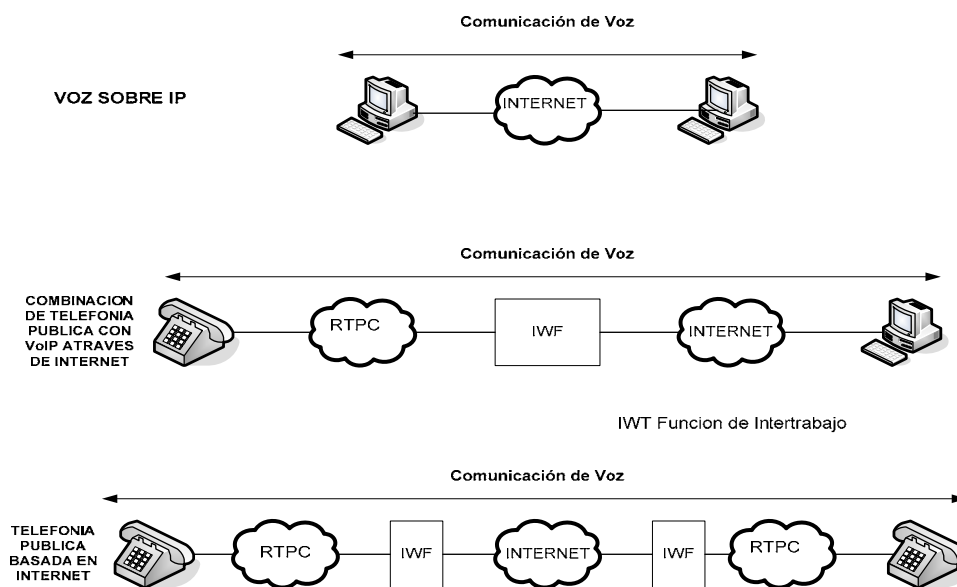 Comunicación de Voz
VOZ SOBRE IP
INTERNET
Comunicación de Voz
COMBINACION
DE TELEFONIA
PUBLICA CON
VoIP ATRAVES
DE INTERNET
RTPC
IWF
INTERNET
IWT Funcion de Intertrabajo
Comunicación de Voz
TELEFONIA
PUBLICA
BASADA EN
INTERNET
RTPC
IWF
INTERNET
IWF
RTPC